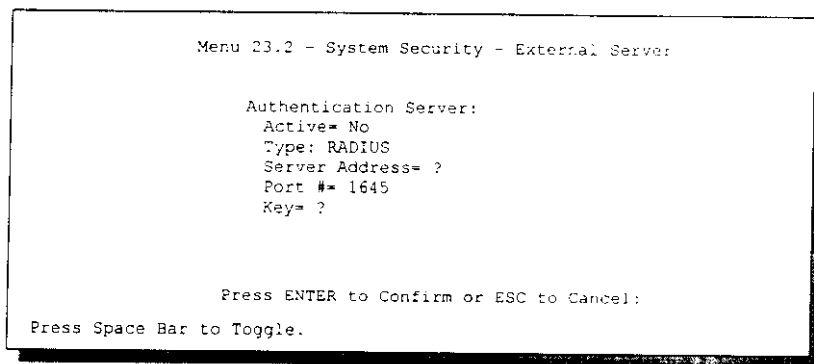 Menu 23.2 - System Security - External Server
Authentication Server:
Active= No
Type: RADIUS
Server Address= ?
Port #= 1645
Key= ?
Press ENTER to Confirm or ESC to Cancel:
Press Space Bar to Toggle.